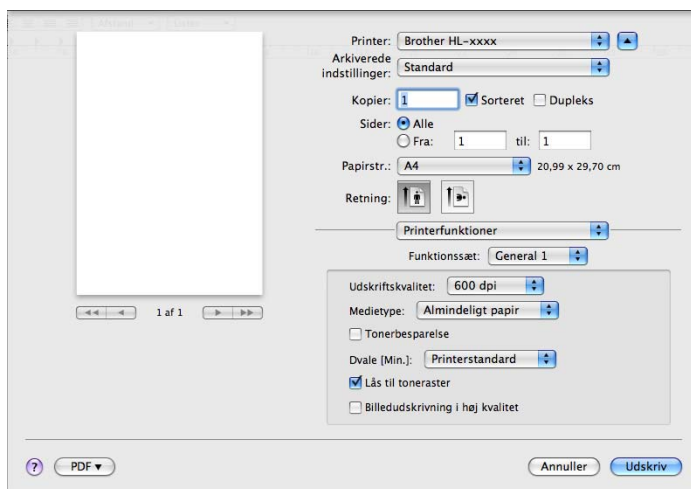 Printer: Brother HL-xxxx
Arkiverede indstillinger: Standard
Kopier: 1 Sorteret Dupleks
Sider: Alle
Fra: 1 til: 1
Papirstr.: A4 20,99 x 29,70 cm
Retning:
Printerfunktioner
Funktionssæt: General 1
Udskriftskvalitet: 600 dpi
Medietype: Almindeligt papir
Tonerbesparelse
Dvale [Min.]: Printerstandard
Lås til toneraster
Billedudskrivning i høj kvalitet
1 af 1
? PDF Annuller Udskriv